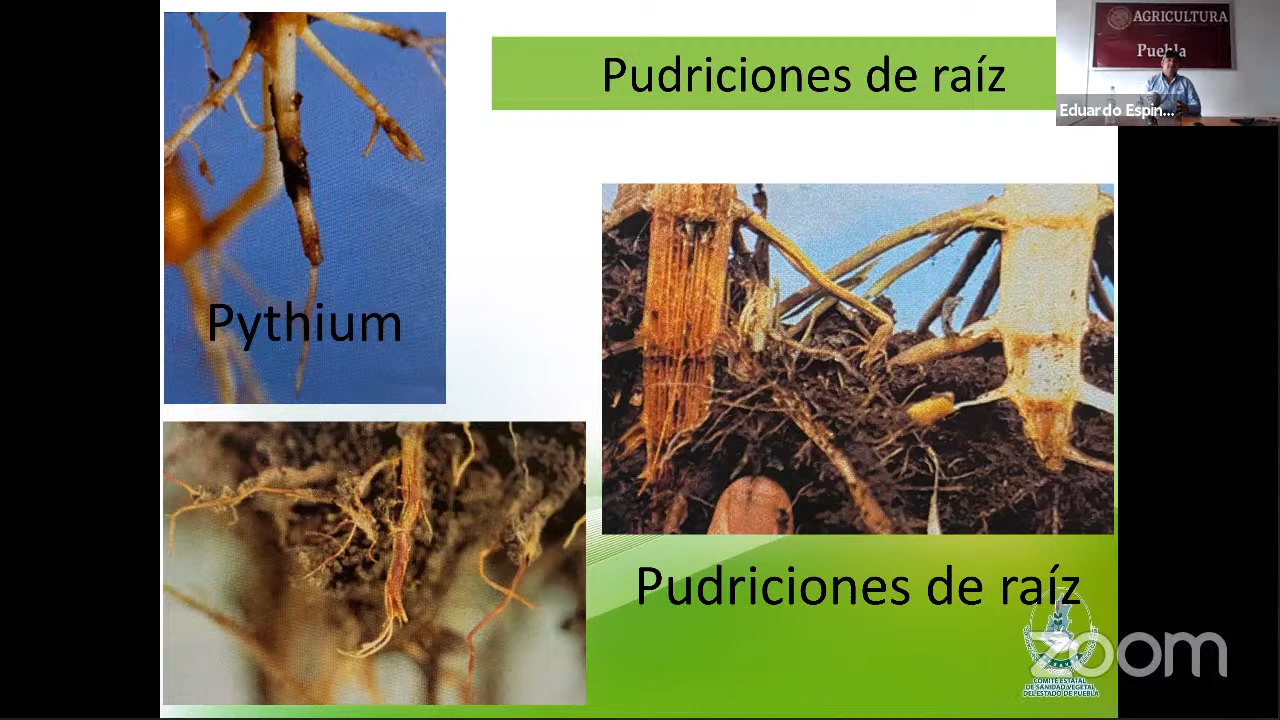 Pudriciones de raíz
AGRICULTURA
Puebla
Eduardo Espin...
Pythium
Pudriciones de raíz
zoom
COMITE ESTATAL
DE SANIDAD VEGETAL
DEL ESTADO DE PUEBLA